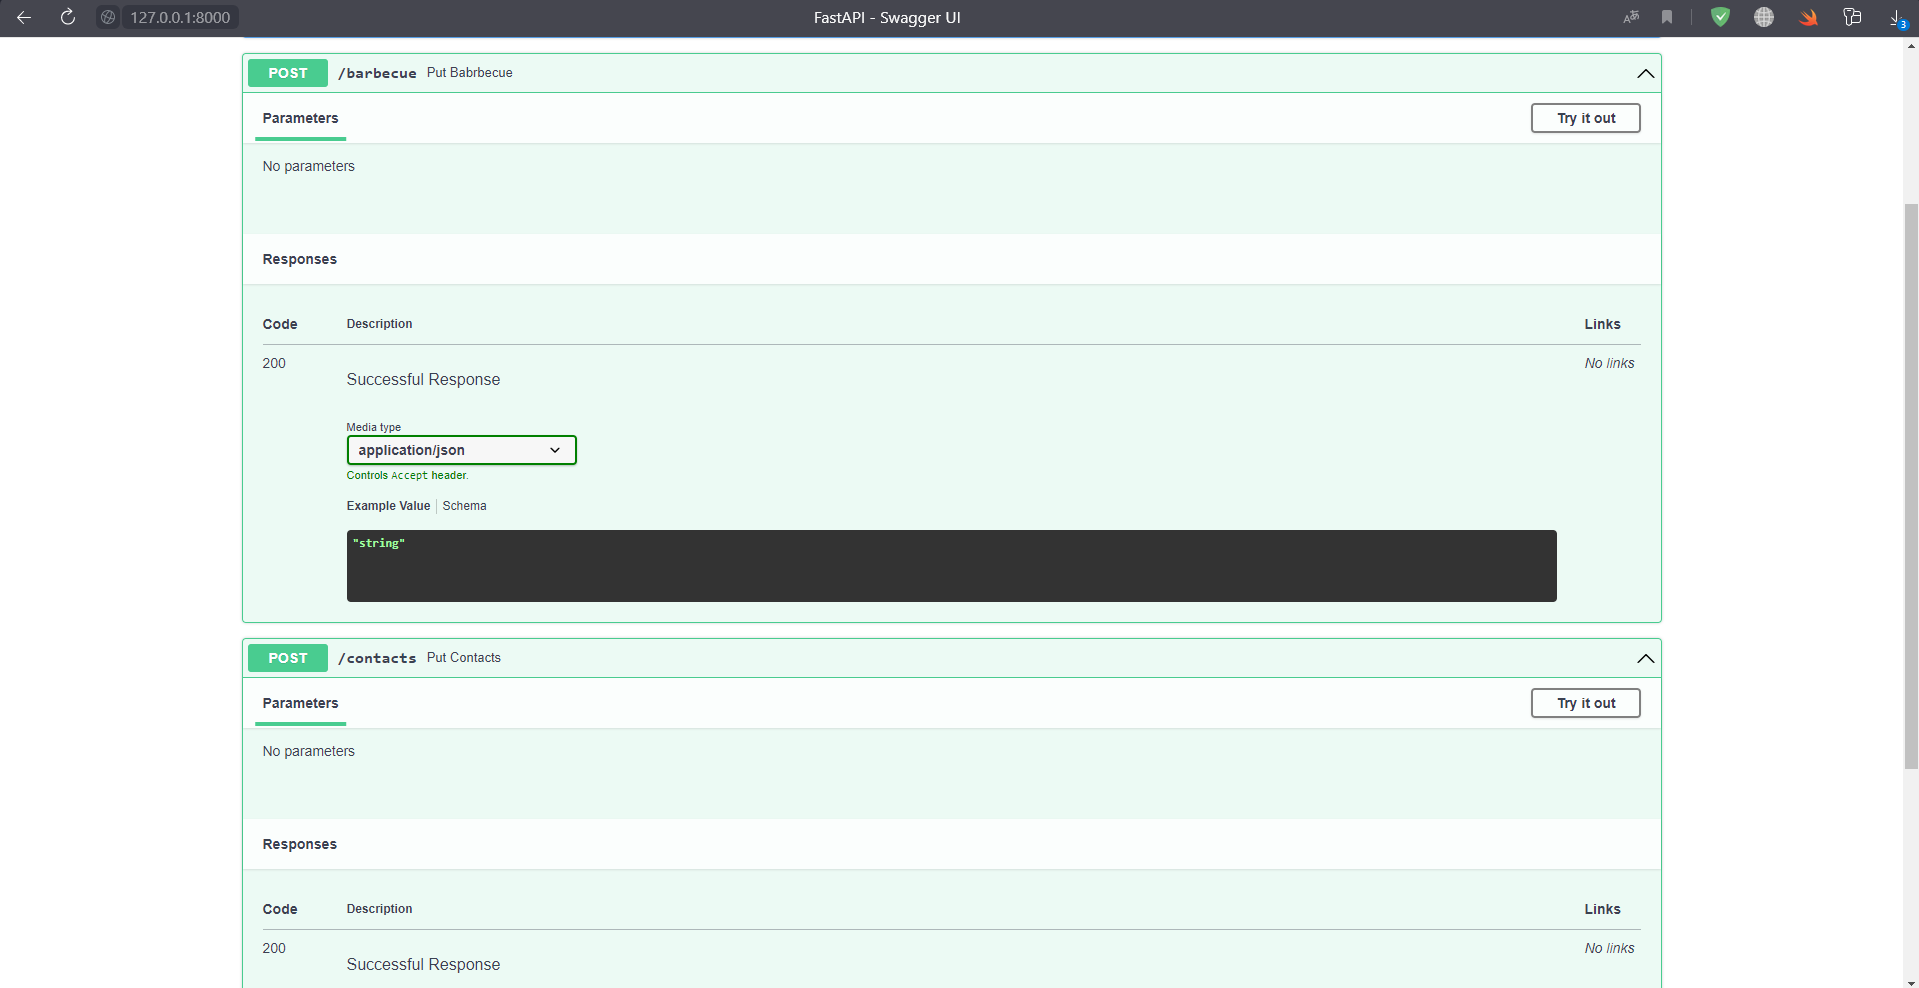 127.0.0.1:8000 FastAPI - Swagger UI 3
POST /barbecue Put Babrbecue
Parameters Try it out
No parameters
Responses
Code Description Links
200 No links
Successful Response
Media type
application/json
Controls Accept header.
Example Value Schema
"string"
POST /contacts Put Contacts
Parameters Try it out
No parameters
Responses
Code Description Links
200 No links
Successful Response